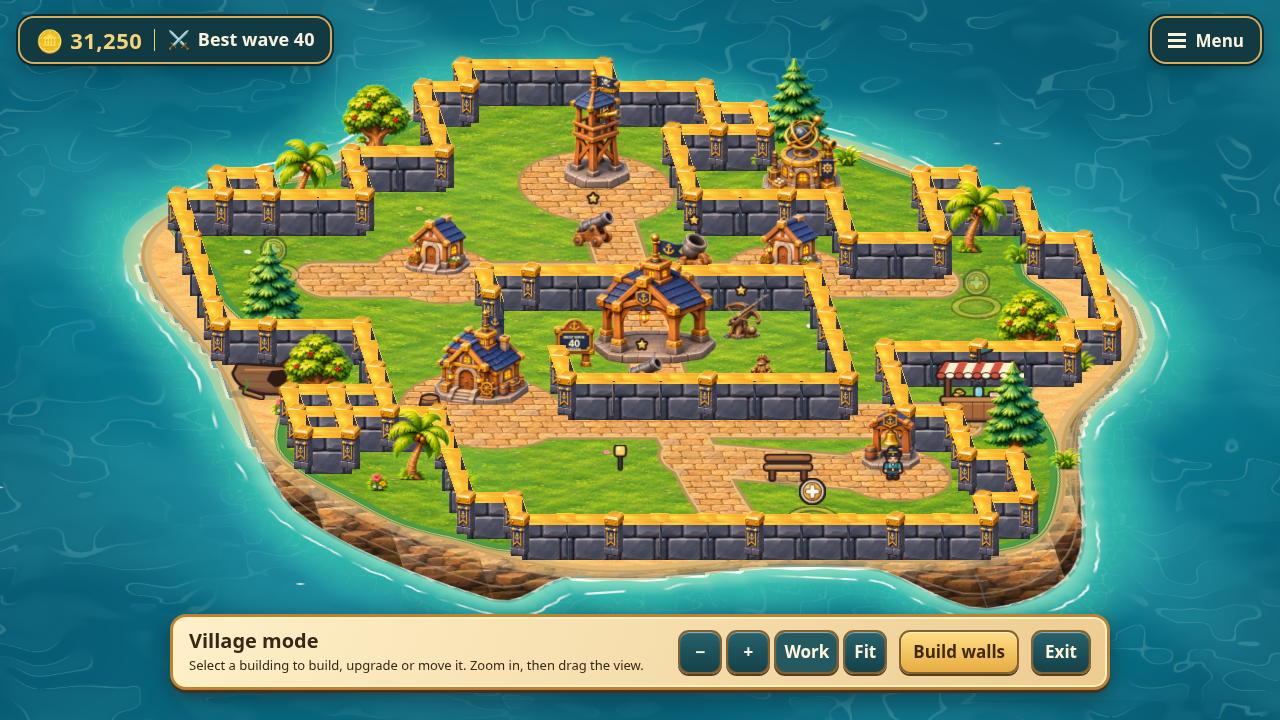 31,250
Best wave 40
Menu
40
Village mode
Select a building to build, upgrade or move it. Zoom in, then drag the view.
−
+
Work
Fit
Build walls
Exit